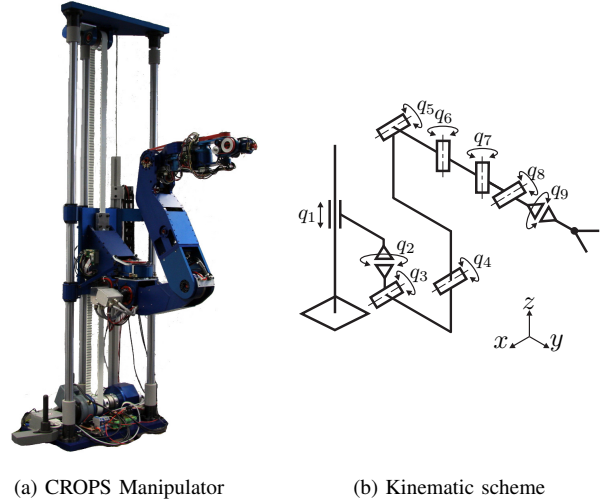 q5
q6
q7
q8
q9
q1
q2
q3
q4
z
x
y
(a) CROPS Manipulator
(b) Kinematic scheme